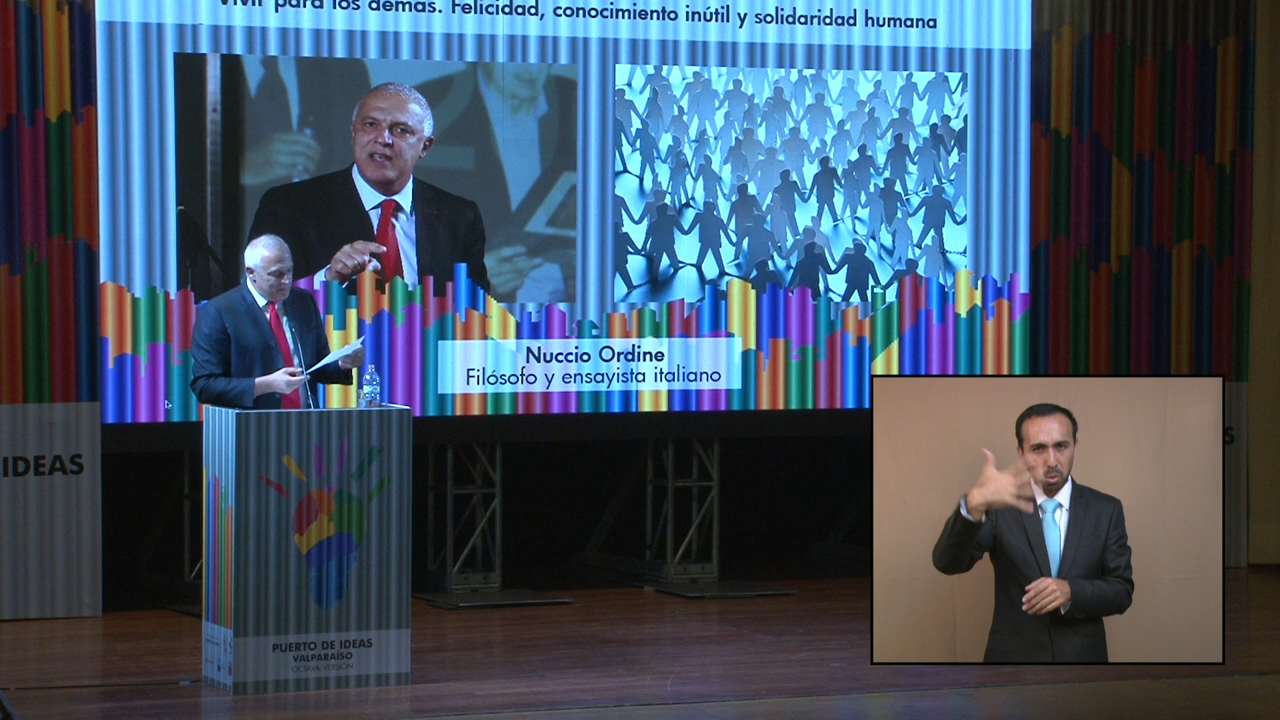 Vivir para los demás. Felicidad, conocimiento inútil y solidaridad humana
Nuccio Ordine
Filósofo y ensayista italiano
IDEAS
PUERTO DE IDEAS
VALPARAÍSO
OCTAVA VERSIÓN
S